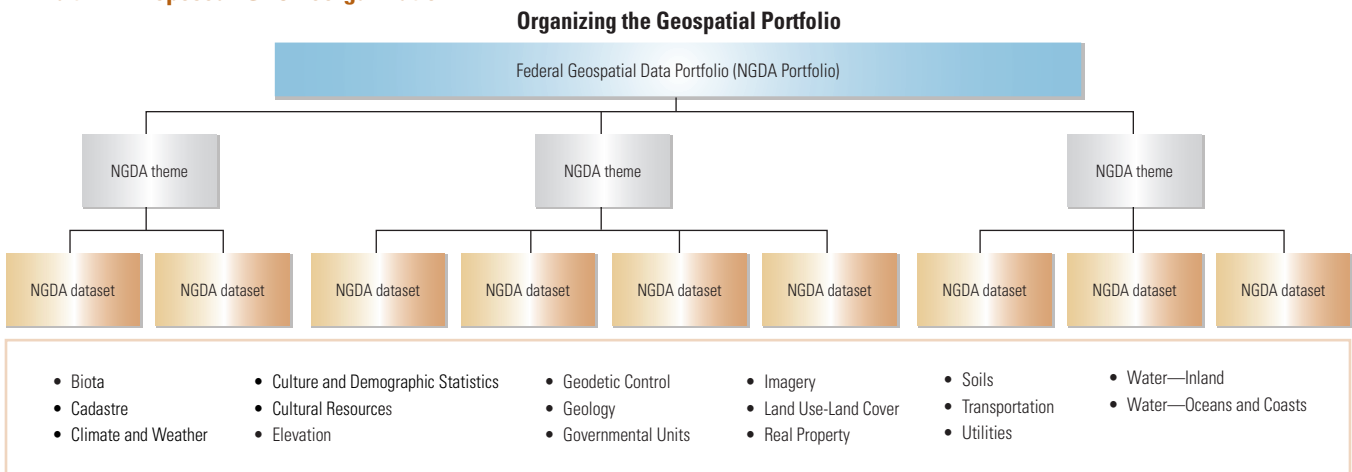 Organizing the Geospatial Portfolio
Federal Geospatial Data Portfolio (NGDA Portfolio)
NGDA theme
NGDA theme
NGDA theme
NGDA dataset
NGDA dataset
NGDA dataset
NGDA dataset
NGDA dataset
NGDA dataset
NGDA dataset
NGDA dataset
NGDA dataset
• Biota
• Cadastre
• Climate and Weather
• Culture and Demographic Statistics
• Cultural Resources
• Elevation
• Geodetic Control
• Geology
• Governmental Units
• Imagery
• Land Use-Land Cover
• Real Property
• Soils
• Transportation
• Utilities
• Water—Inland
• Water—Oceans and Coasts